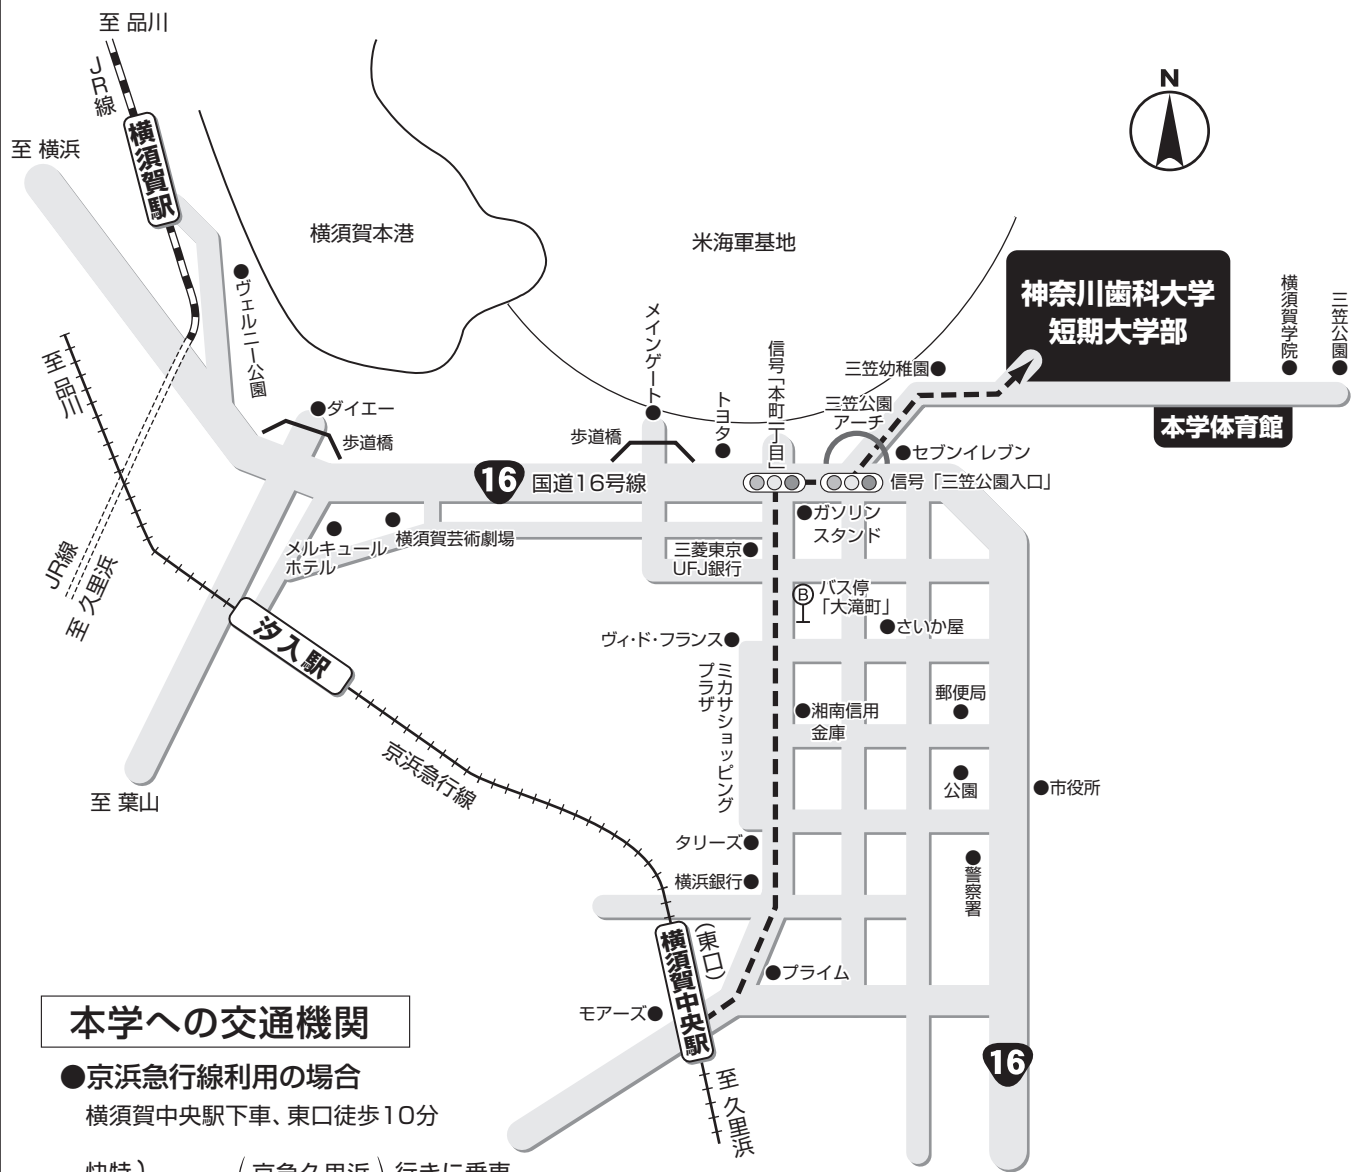 至 品川
JR線
横須賀駅
至 横浜
N
横須賀本港
米海軍基地
神奈川歯科大学
短期大学部
横須賀学院
三笠公園
本学体育館
至 品川
ヴェルニー公園
ダイエー
歩道橋
メインゲート
歩道橋
トヨタ
信号「本町一丁目」
三笠幼稚園
三笠公園
アーチ
セブンイレブン
信号「三笠公園入口」
16
国道16号線
メルキュール
ホテル
横須賀芸術劇場
ガソリン
スタンド
三菱東京
UFJ銀行
JR線
至 久里浜
B
バス停
「大滝町」
さいか屋
汐入駅
ヴィ・ド・フランス
ミカサショッピング
プラザ
湘南信用
金庫
郵便局
公園
市役所
京浜急行線
至 葉山
タリーズ
横浜銀行
警察署
横須賀中央駅
(東口)
プライム
モアーズ
16
至 久里浜
本学への交通機関
●京浜急行線利用の場合
横須賀中央駅下車、東口徒歩10分
快特 京急久里浜 行きに乗車